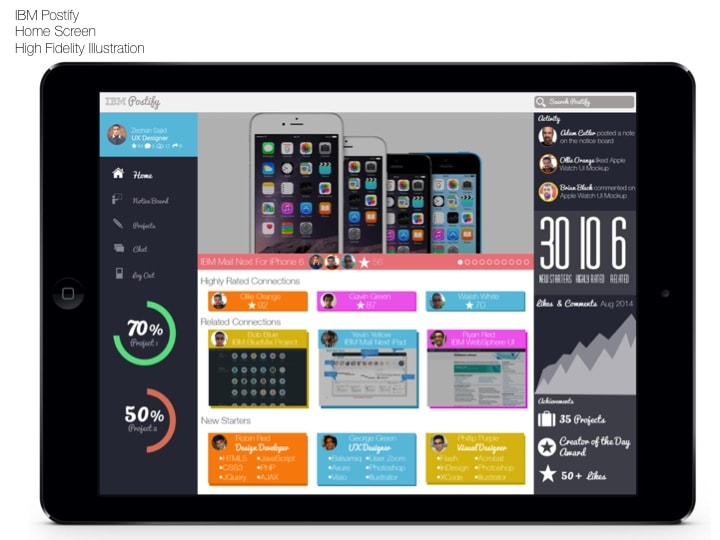 IBM Postify
Home Screen
High Fidelity Illustration
IBM Postify
Search Postify
Zeshan Sajid
UX Designer
Home
Notice Board
Projects
Chat
Log Out
70%
Project 1
50%
Project 2
IBM Mail Next For iPhone 6
56
Highly Rated Connections
Ollie Orange
92
Gavin Green
87
Walsh White
70
Related Connections
Bob Blue
IBM BlueMix Project
Yevin Yellow
IBM Mail Next iPad
Ryan Red
IBM WebSphere UI
New Starters
Robin Red
Design Developer
•HTML5 •JavaScript
•CSS3 •PHP
•JQuery •AJAX
George Green
UX Designer
•Balsamiq •User Zoom
•Axure •Photoshop
•Visio •Illustrator
Phillip Purple
Visual Designer
•Flash •Acrobat
•InDesign •Photoshop
•XCode •Illustrator
Activity
Adam Cutler posted a note
on the notice board
Ollie Orange liked Apple
Watch UI Mockup
Brian Black commented on
Apple Watch UI Mockup
30 10 6
NEW STARTERS HIGHLY RATED RELATED
Likes & Comments Aug 2014
Achievements
35 Projects
Creator of the Day
Award
50+ Likes